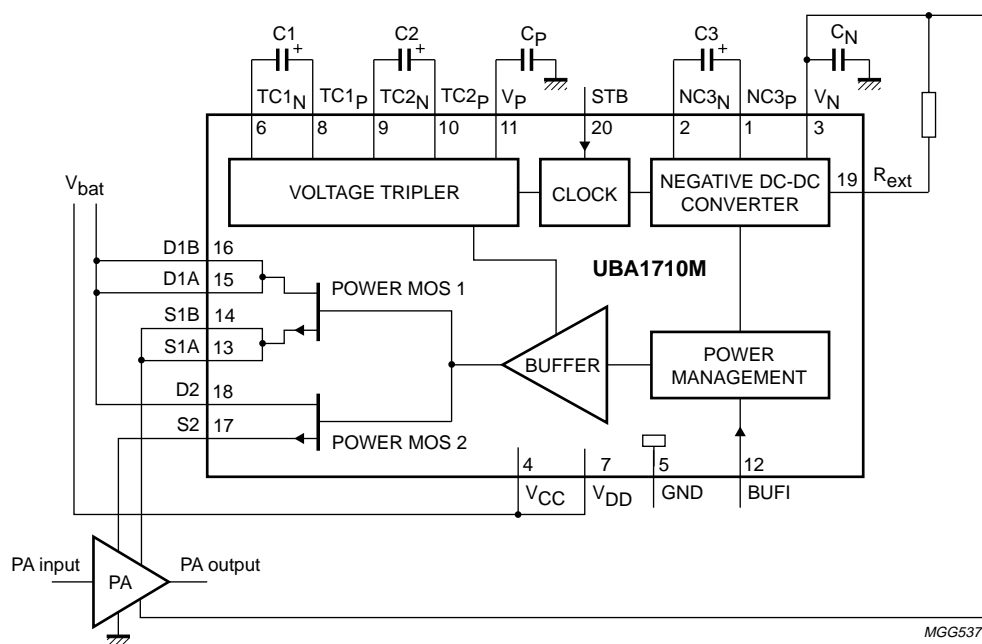 C1 C2 CP C3 CN
+ + +
TC1N TC1P TC2N TC2P VP STB NC3N NC3P VN
6 8 9 10 11 20 2 1 3
VOLTAGE TRIPLER
CLOCK
NEGATIVE DC-DC
CONVERTER
19 Rext
Vbat
UBA1710M
D1B 16
D1A 15
POWER MOS 1
S1B 14
S1A 13
BUFFER
POWER
MANAGEMENT
D2 18
S2 17
POWER MOS 2
4 7 5 12
VCC VDD GND BUFI
PA input PA PA output
MGG537